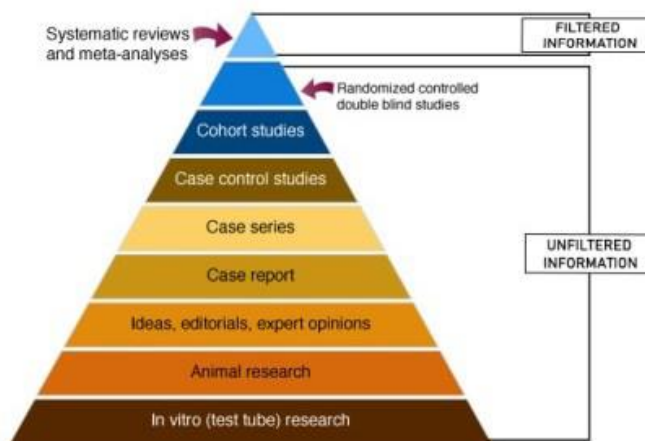 Systematic reviews
and meta-analyses
FILTERED
INFORMATION
Randomized controlled
double blind studies
Cohort studies
Case control studies
Case series
UNFILTERED
INFORMATION
Case report
Ideas, editorials, expert opinions
Animal research
In vitro (test tube) research